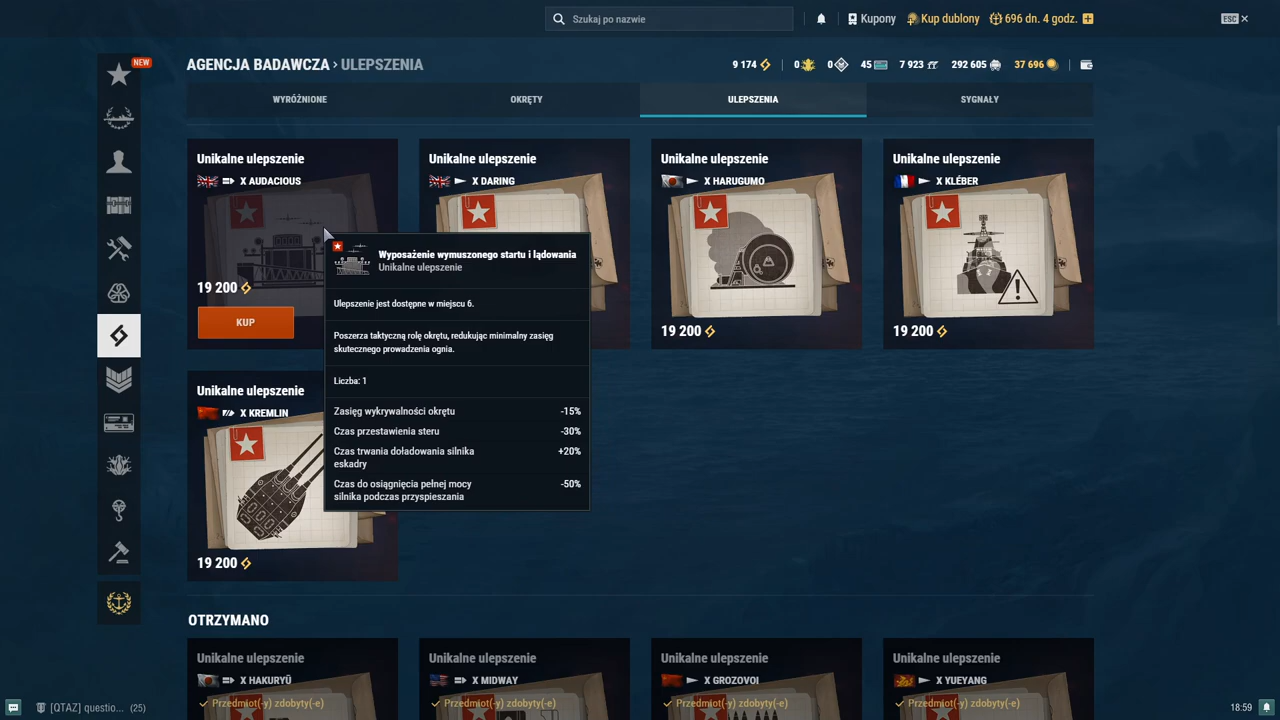 Szukaj po nazwie
Kupony
Kup dublony
696 dn. 4 godz.
ESC
NEW
AGENCJA BADAWCZA > ULEPSZENIA
9 174
0
0
45
7 923
292 605
37 696
WYRÓŻNIONE
OKRĘTY
ULEPSZENIA
SYGNAŁY
Unikalne ulepszenie
X AUDACIOUS
19 200
KUP
Unikalne ulepszenie
X DARING
Unikalne ulepszenie
X HARUGUMO
19 200
Unikalne ulepszenie
X KLÉBER
19 200
Wyposażenie wymuszonego startu i lądowania
Unikalne ulepszenie
Ulepszenie jest dostępne w miejscu 6.
Poszerza taktyczną rolę okrętu, redukując minimalny zasięg
skutecznego prowadzenia ognia.
Liczba: 1
Zasięg wykrywalności okrętu -15%
Czas przestawienia steru -30%
Czas trwania doładowania silnika +20%
eskadry
Czas do osiągnięcia pełnej mocy -50%
silnika podczas przyspieszania
Unikalne ulepszenie
X KREMLIN
19 200
OTRZYMANO
Unikalne ulepszenie
X HAKURYŪ
Przedmiot(-y) zdobyty(-e)
Unikalne ulepszenie
X MIDWAY
Przedmiot(-y) zdobyty(-e)
Unikalne ulepszenie
X GROZOVOI
Przedmiot(-y) zdobyty(-e)
Unikalne ulepszenie
X YUEYANG
Przedmiot(-y) zdobyty(-e)
[QTAZ] questio... (25)
18:59